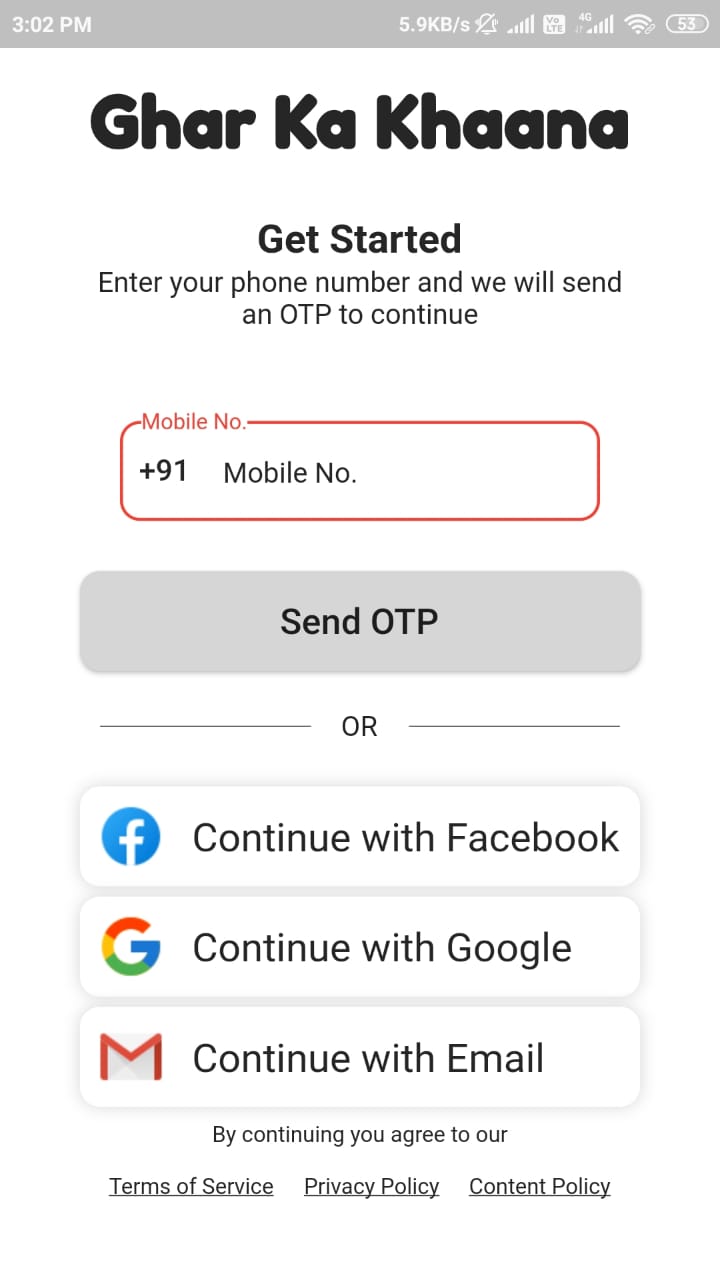 3:02 PM
5.9KB/s Vo LTE 4G 53
Ghar Ka Khaana
Get Started
Enter your phone number and we will send
an OTP to continue
Mobile No.
+91 Mobile No.
Send OTP
OR
Continue with Facebook
Continue with Google
Continue with Email
By continuing you agree to our
Terms of Service Privacy Policy Content Policy